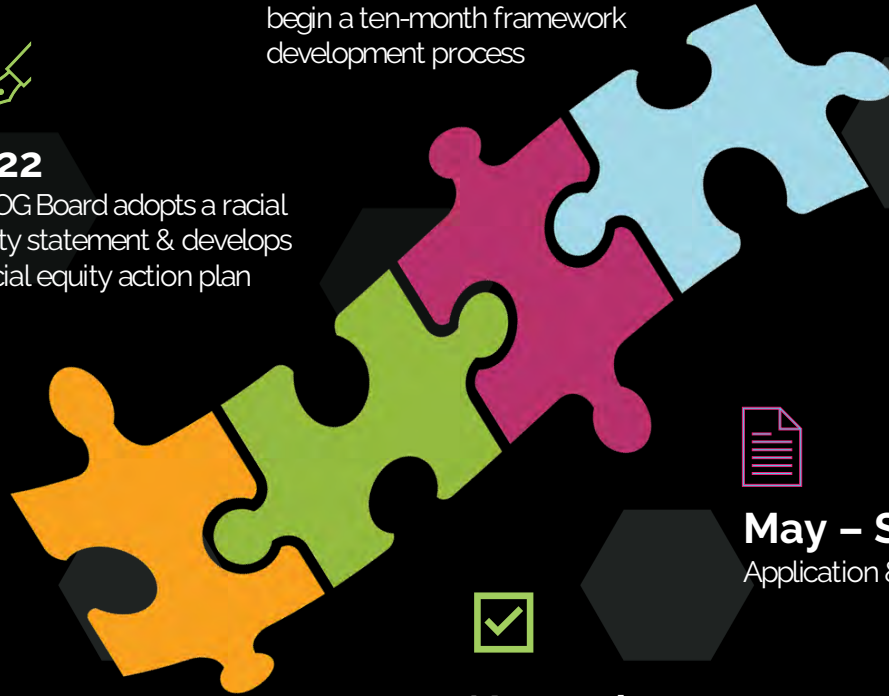 begin a ten-month framework
development process
22
OG Board adopts a racial
ty statement & develops
cial equity action plan
May – S
Application &